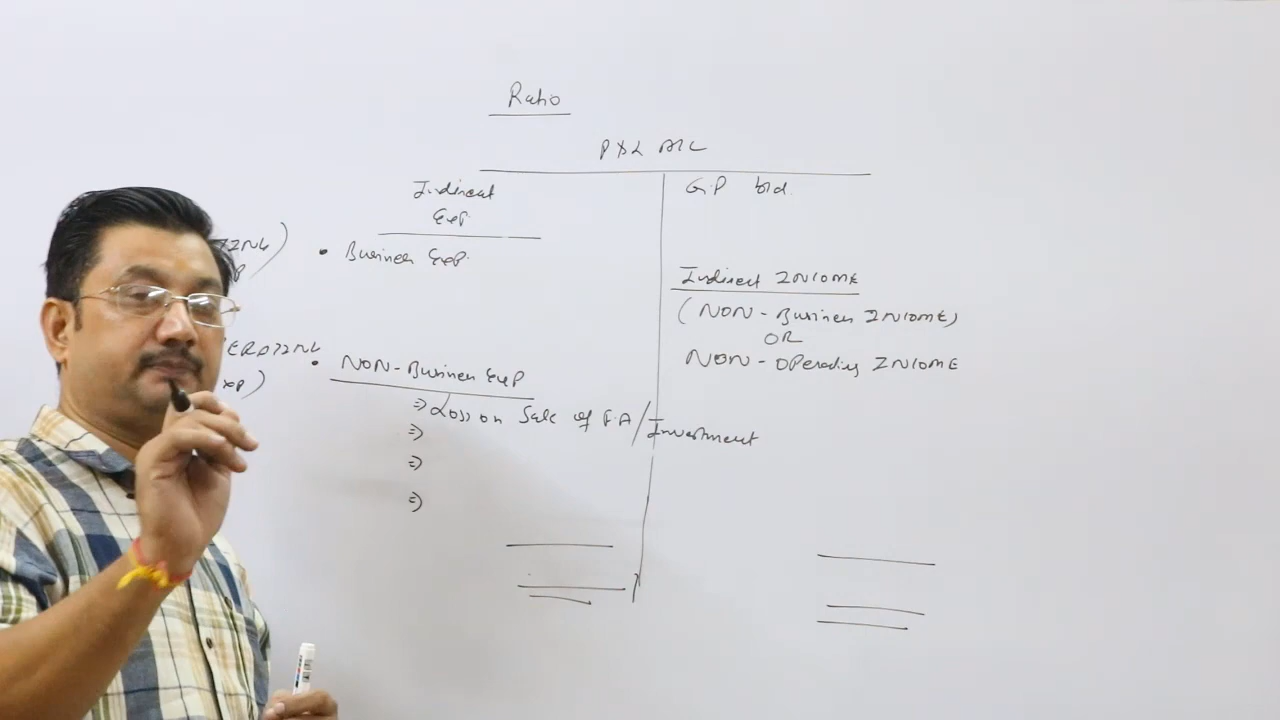 Ratio
P&L A/C
Indirect
Exp.
G.P b/d.
• Business Exp.
Indirect INCOME
(NON-Business INCOME)
OR
NON-Operating INCOME
• NON-Business Exp
⇒ Loss on Sale of F.A/Investment
⇒
⇒
⇒